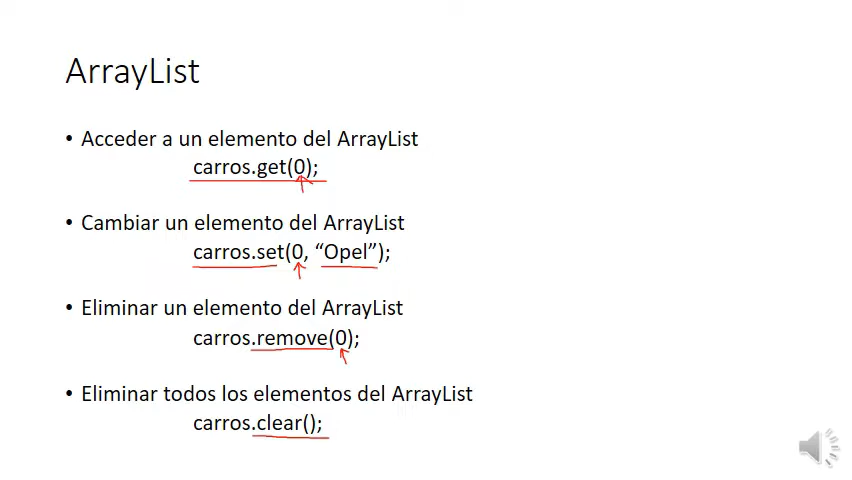 ArrayList
• Acceder a un elemento del ArrayList
carros.get(0);
• Cambiar un elemento del ArrayList
carros.set(0, “Opel”);
• Eliminar un elemento del ArrayList
carros.remove(0);
• Eliminar todos los elementos del ArrayList
carros.clear();